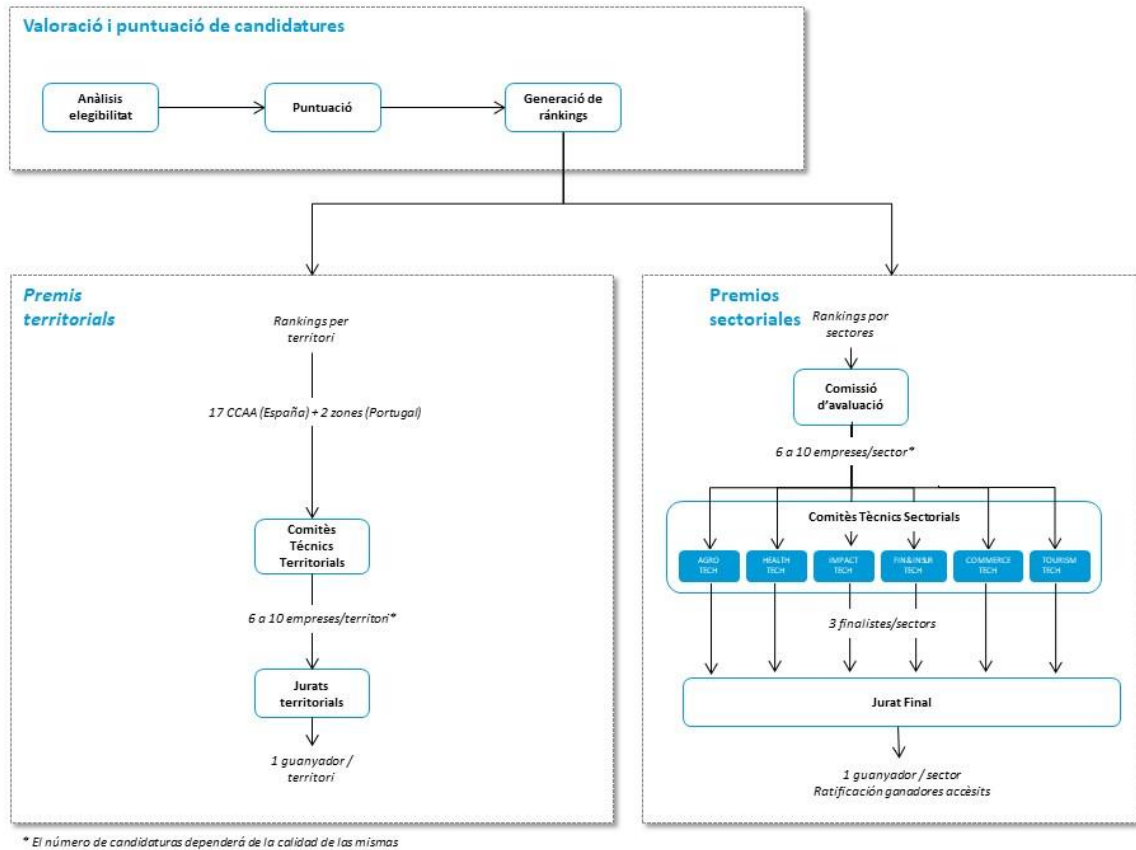 Valoració i puntuació de candidatures
Anàlisis
elegibilitat
Puntuació
Generació de
ránkings
Premis
territorials
Rankings per
territori
17 CCAA (España) + 2 zones (Portugal)
Comitès
Técnics
Territorials
6 a 10 empreses/territori*
Jurats
territorials
1 guanyador /
territori
Premios
sectoriales
Rankings por
sectores
Comissió
d'avaluació
6 a 10 empreses/sector*
Comitès Tècnics Sectorials
AGRO
TECH
HEALTH
TECH
IMPACT
TECH
FIN&INSUR
TECH
COMMERCE
TECH
TOURISM
TECH
3 finalistes/sectors
Jurat Final
1 guanyador / sector
Ratificación ganadores accèsits
* El número de candidaturas dependerá de la calidad de las mismas